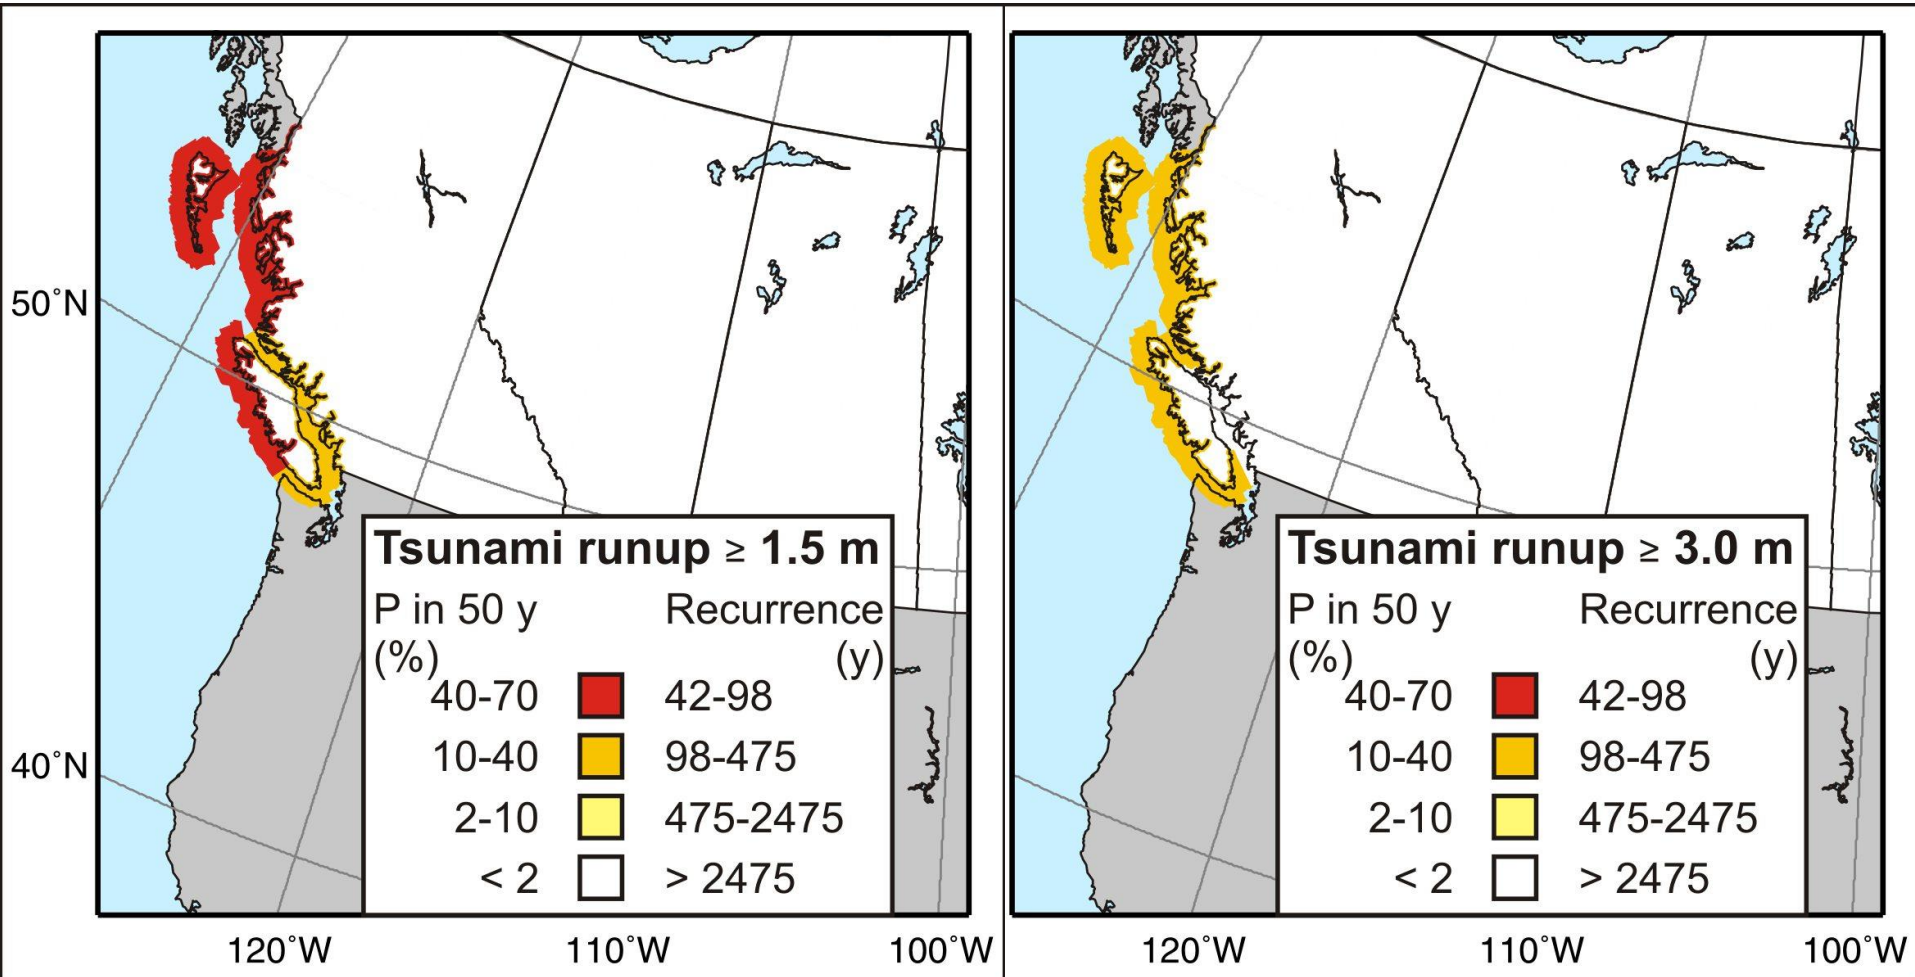 50°N
40°N
120°W
110°W
100°W
Tsunami runup ≥ 1.5 m
P in 50 y (%) Recurrence (y)
40-70 42-98
10-40 98-475
2-10 475-2475
< 2 > 2475
Tsunami runup ≥ 3.0 m
P in 50 y (%) Recurrence (y)
40-70 42-98
10-40 98-475
2-10 475-2475
< 2 > 2475
120°W
110°W
100°W